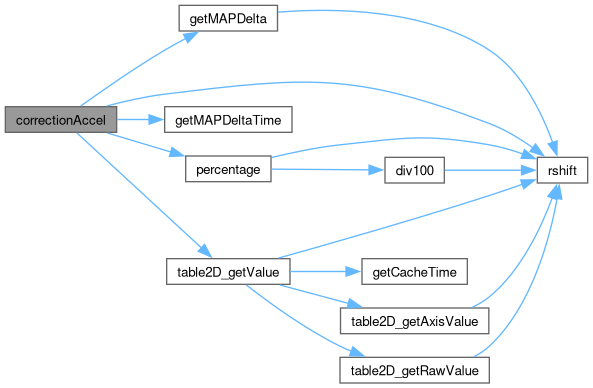 getMAPDelta
correctionAccel
getMAPDeltaTime
percentage
div100
rshift
table2D_getValue
getCacheTime
table2D_getAxisValue
table2D_getRawValue